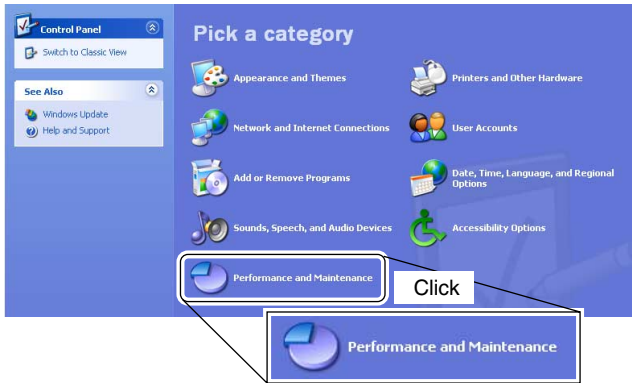 Control Panel
Switch to Classic View
See Also
Windows Update
Help and Support
Pick a category
Appearance and Themes
Printers and Other Hardware
Network and Internet Connections
User Accounts
Add or Remove Programs
Date, Time, Language, and Regional
Options
Sounds, Speech, and Audio Devices
Accessibility Options
Performance and Maintenance
Click
Performance and Maintenance